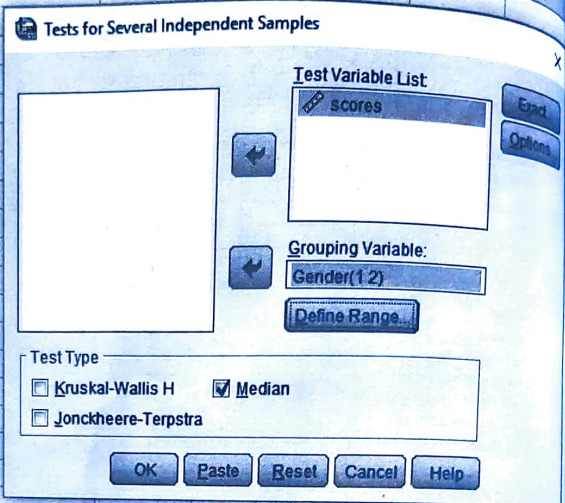 Tests for Several Independent Samples
X
Test Variable List:
scores
Exact
Options
Grouping Variable:
Gender(1 2)
Define Range...
Test Type
Kruskal-Wallis H
Median
Jonckheere-Terpstra
OK
Paste
Reset
Cancel
Help